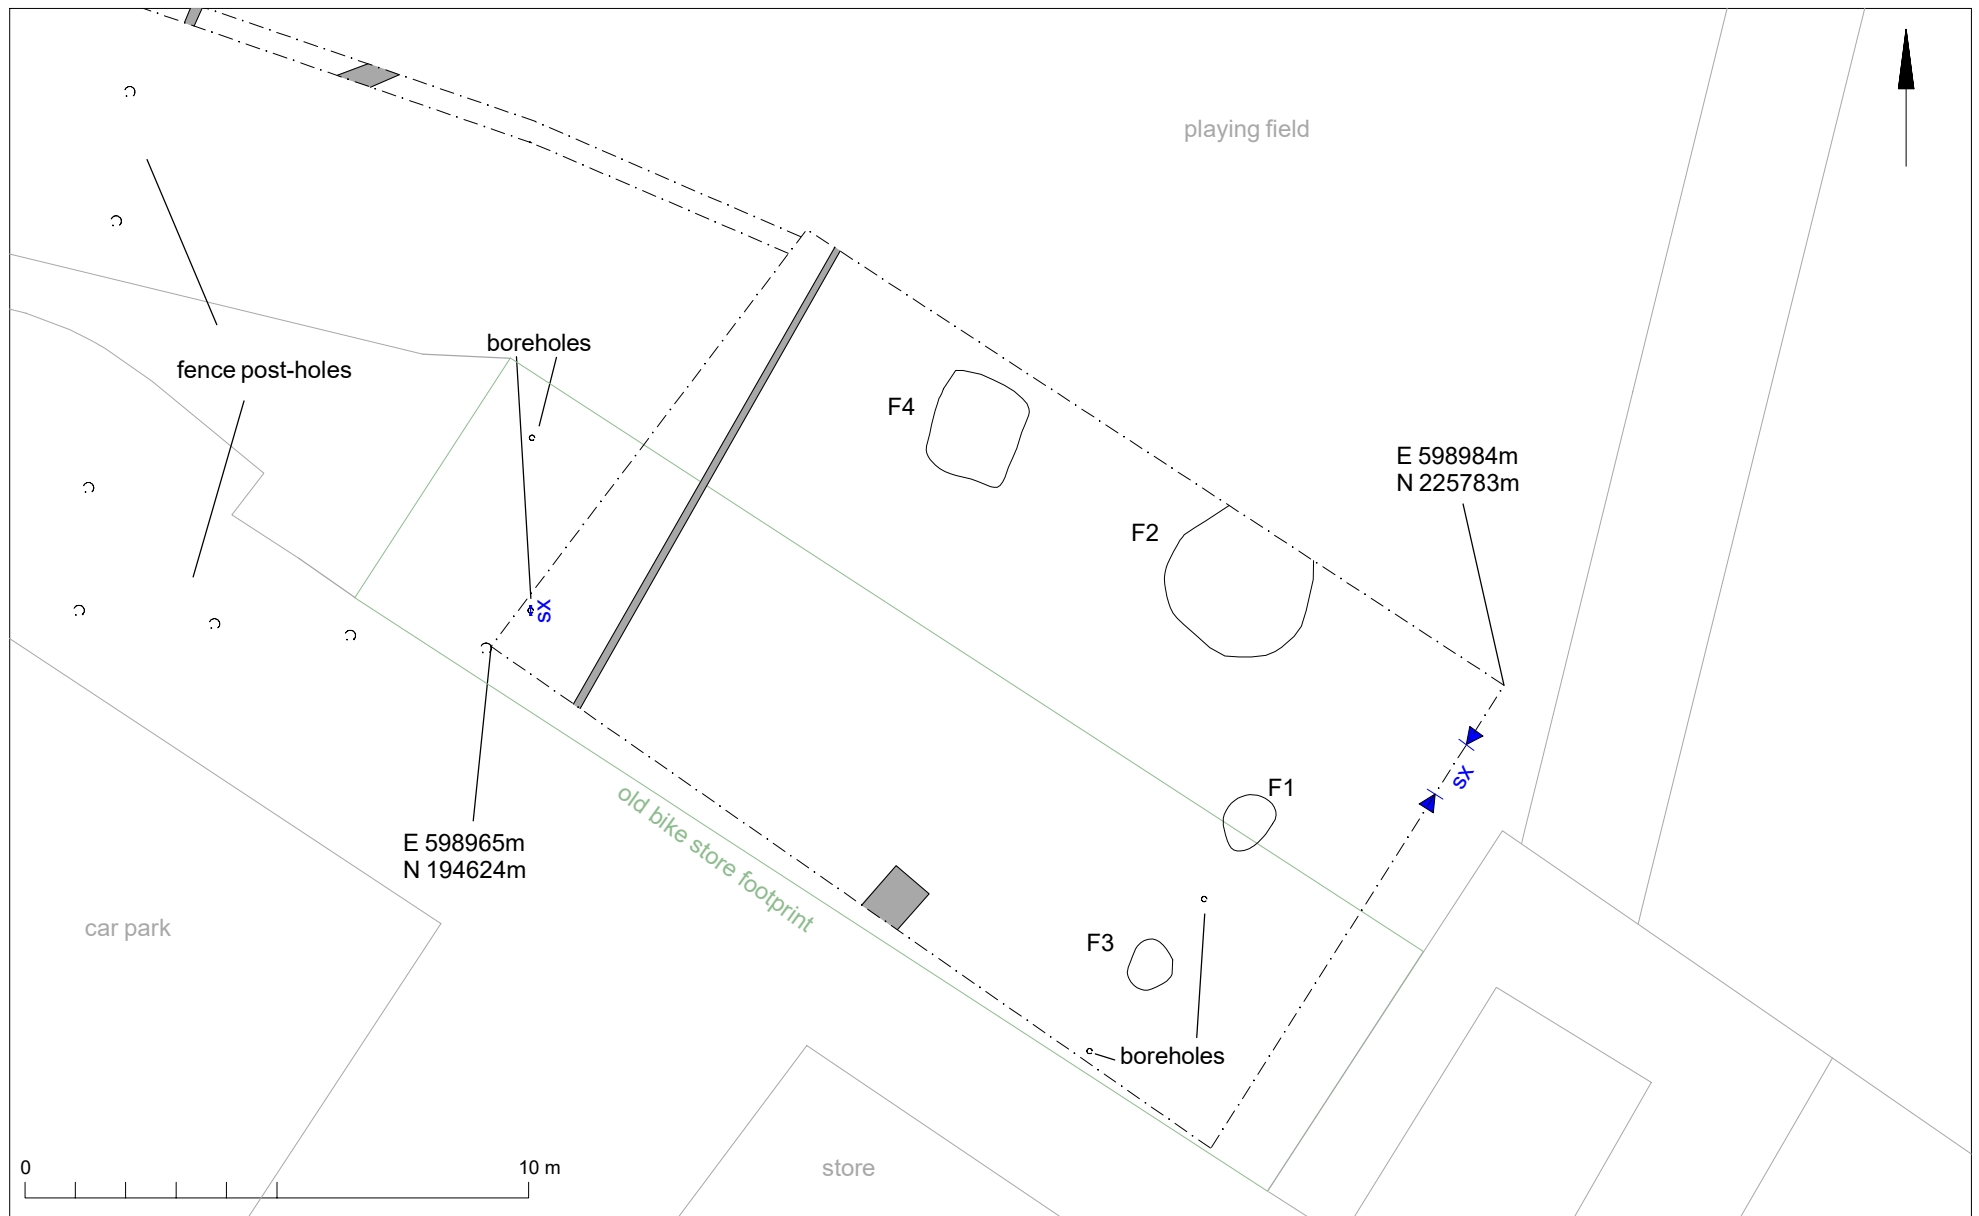 playing field
boreholes
fence post-holes
F4
E 598984m
N 225783m
F2
sx
sx
F1
old bike store footprint
E 598965m
N 194624m
car park
F3
boreholes
0
10 m
store